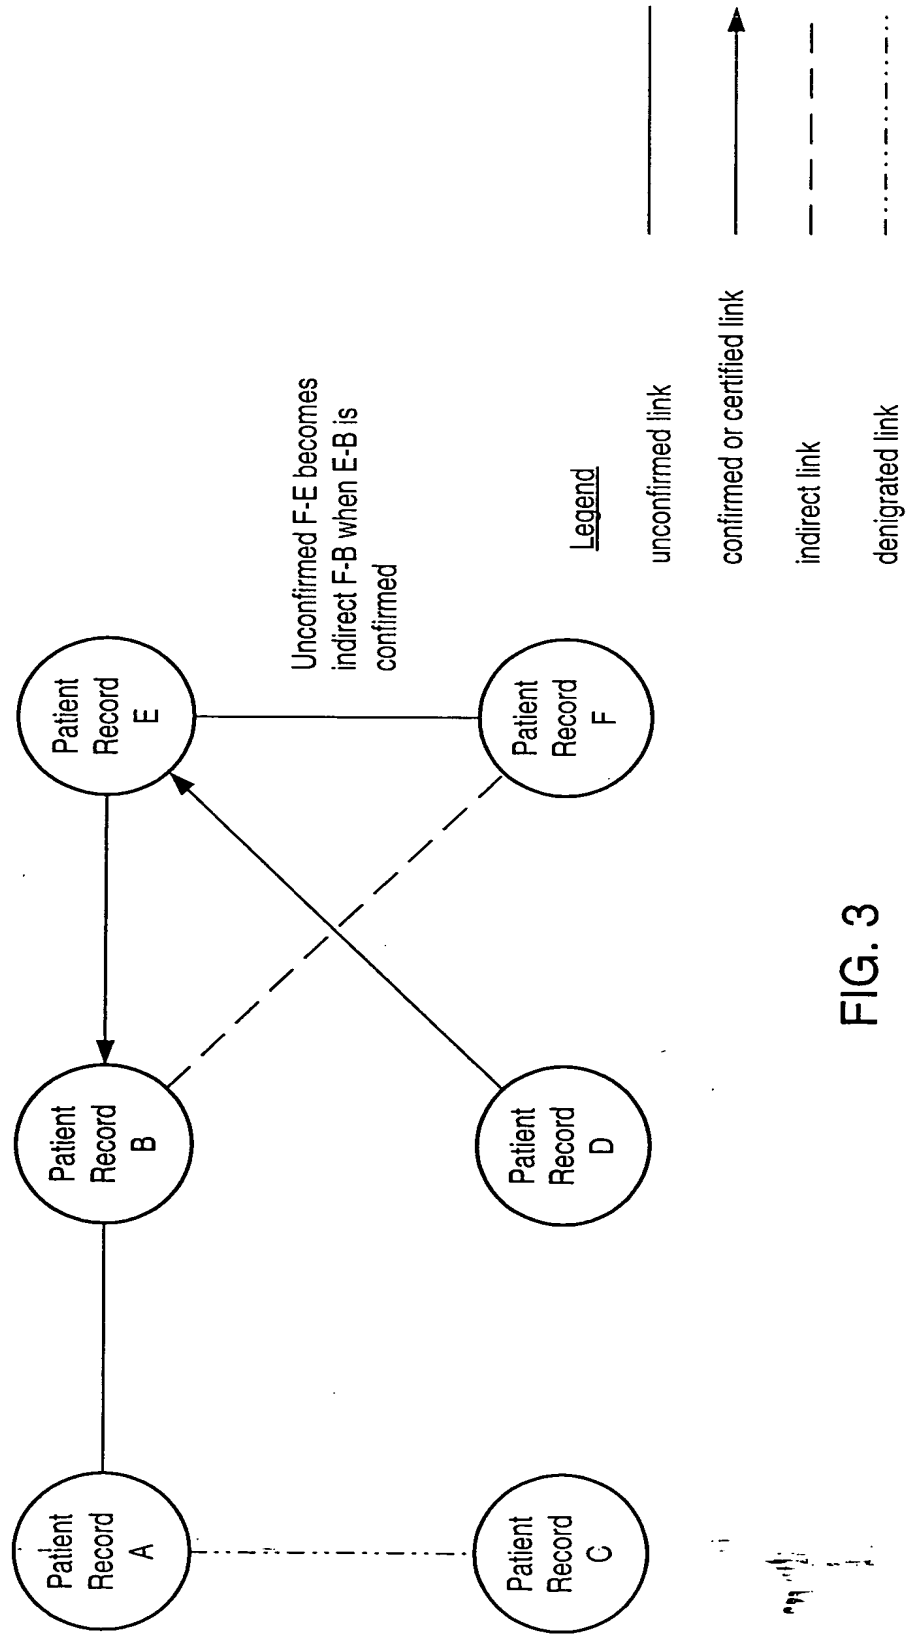 Patient
Record
A
Patient
Record
B
Patient
Record
E
Patient
Record
C
Patient
Record
D
Patient
Record
F
Unconfirmed F-E becomes
indirect F-B when E-B is
confirmed
Legend
unconfirmed link
confirmed or certified link
indirect link
denigrated link
FIG. 3